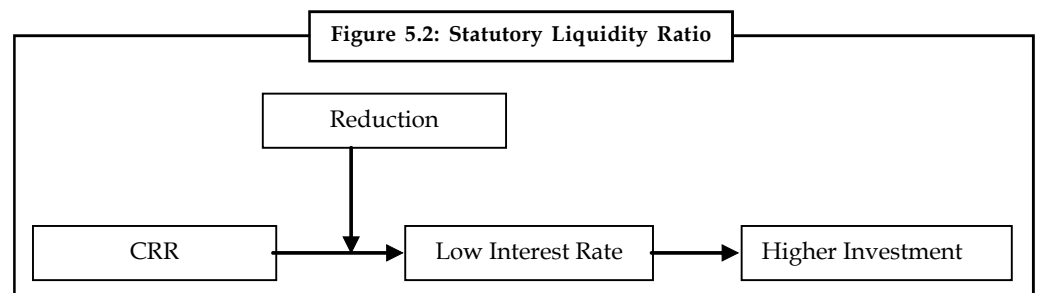 Figure 5.2: Statutory Liquidity Ratio
Reduction
CRR
Low Interest Rate
Higher Investment